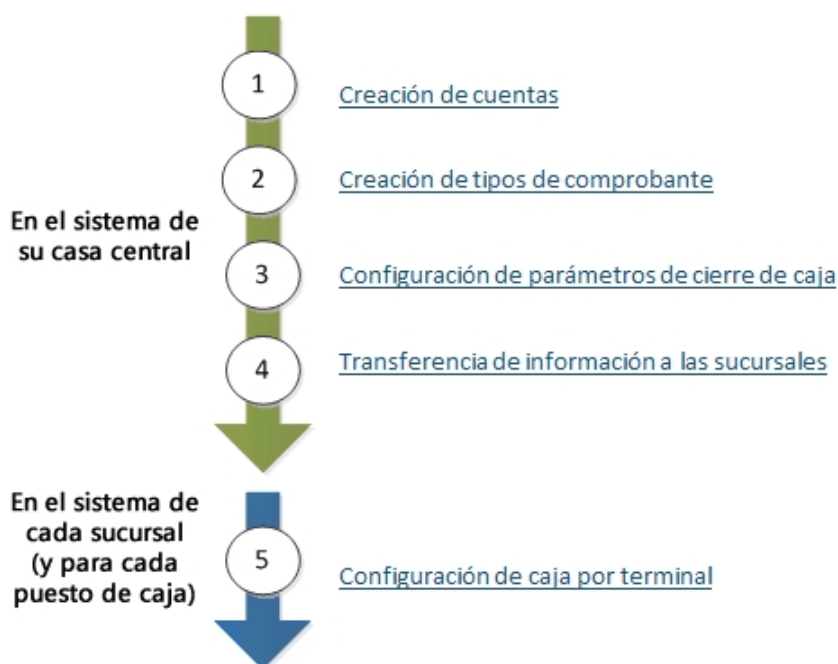 1
Creación de cuentas
2
Creación de tipos de comprobante
En el sistema de
su casa central
3
Configuración de parámetros de cierre de caja
4
Transferencia de información a las sucursales
En el sistema de
cada sucursal
(y para cada
puesto de caja)
5
Configuración de caja por terminal